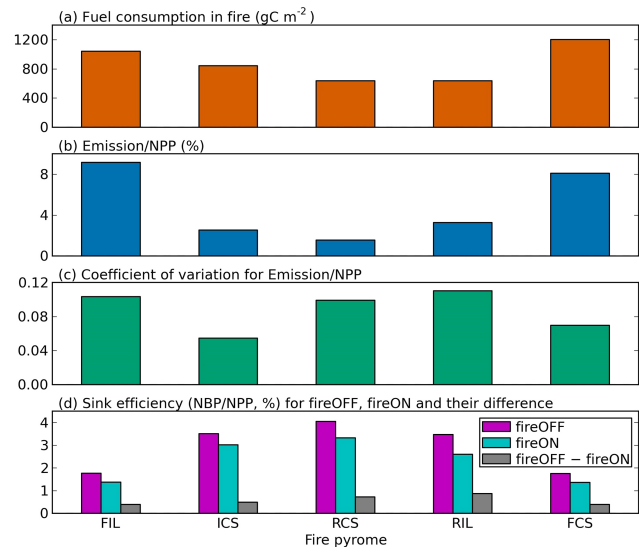 (a) Fuel consumption in fire (gC m⁻²)
1200
800
400
0
(b) Emission/NPP (%)
8
4
0
(c) Coefficient of variation for Emission/NPP
0.12
0.08
0.04
0.00
(d) Sink efficiency (NBP/NPP, %) for fireOFF, fireON and their difference
4
3
2
1
0
fireOFF
fireON
fireOFF − fireON
FIL ICS RCS RIL FCS
Fire pyrome